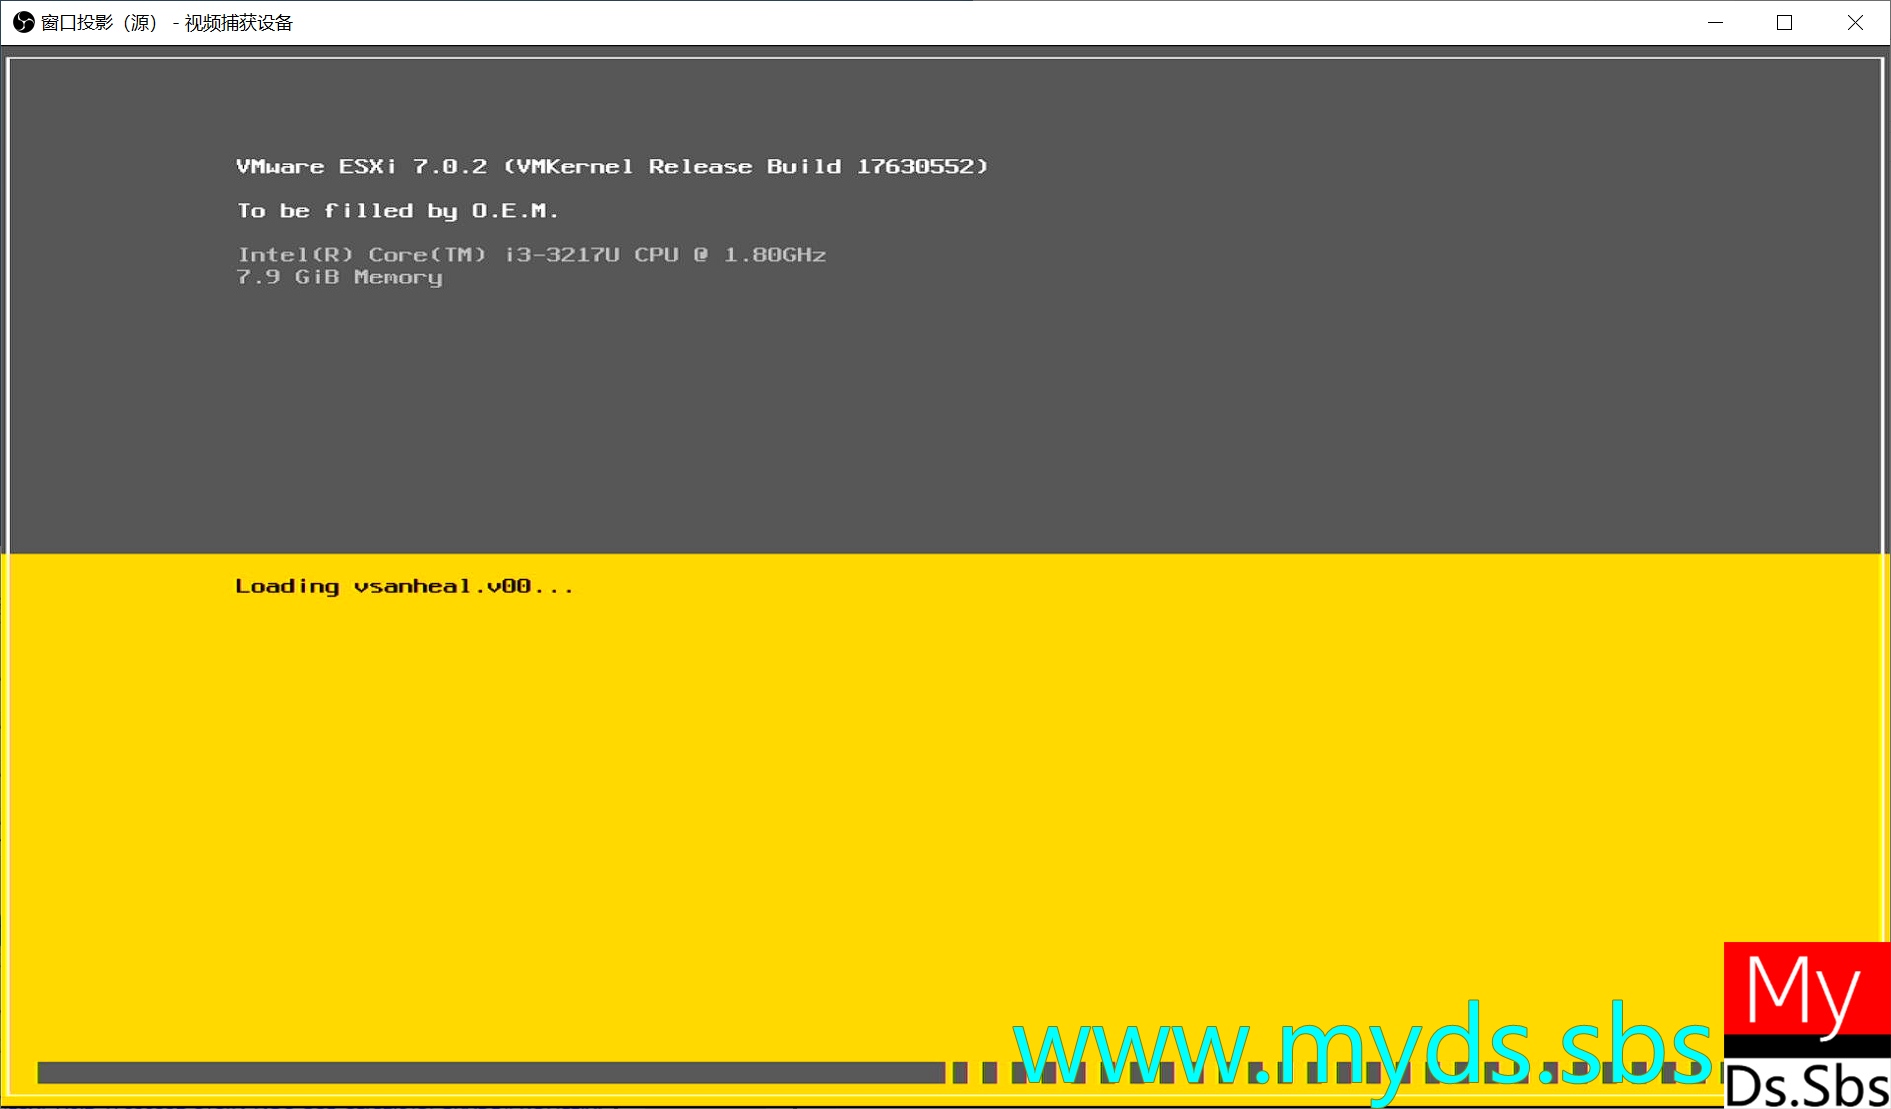 窗口投影（源） - 视频捕获设备
VMware ESXi 7.0.2 (VMKernel Release Build 17630552)
To be filled by O.E.M.
Intel(R) Core(TM) i3-3217U CPU @ 1.80GHz
7.9 GiB Memory
Loading vsanheal.v00...
www.myds.sbs
My
Ds.Sbs